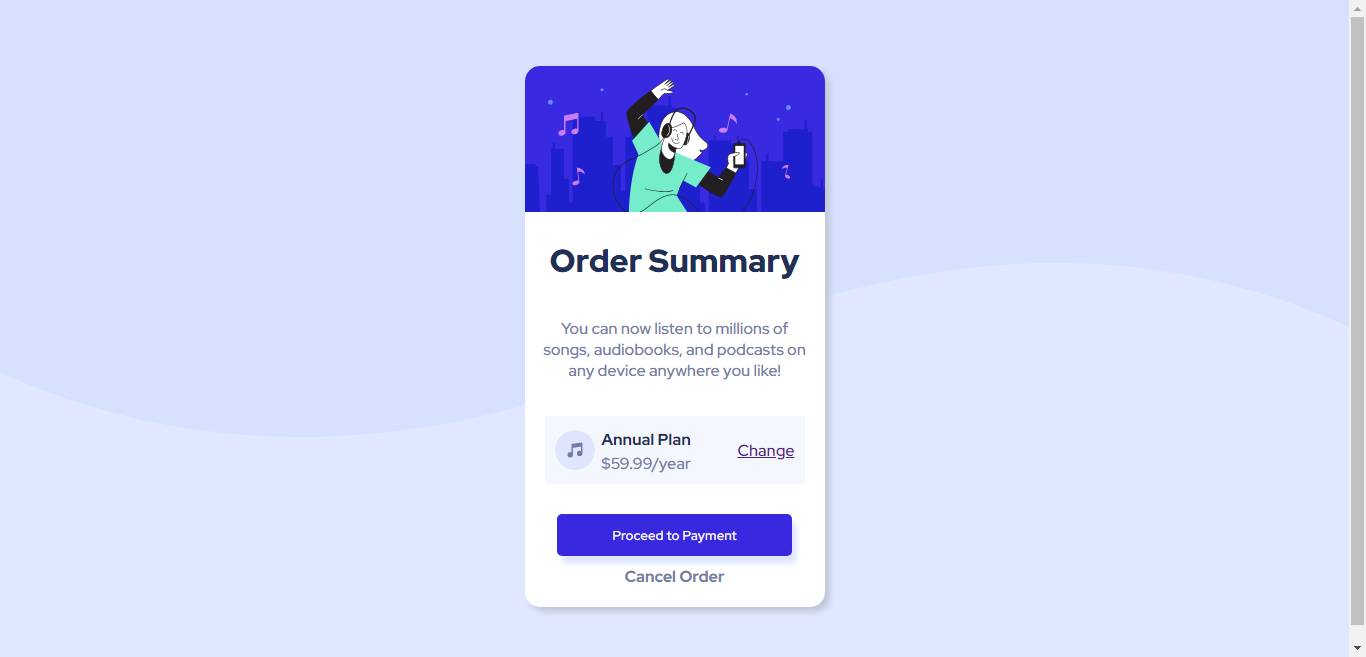 Order Summary
You can now listen to millions of
songs, audiobooks, and podcasts on
any device anywhere you like!
Annual Plan
$59.99/year
Change
Proceed to Payment
Cancel Order